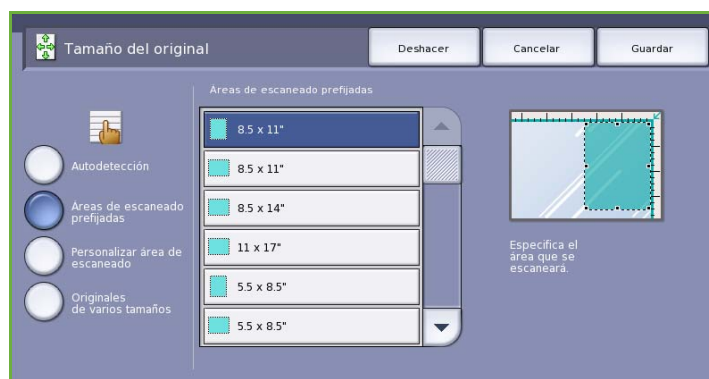 Tamaño del original
Deshacer
Cancelar
Guardar
Áreas de escaneado prefijadas
Autodetección
Áreas de escaneado
prefijadas
Personalizar área de
escaneado
Originales
de varios tamaños
8.5 x 11"
8.5 x 11"
8.5 x 14"
11 x 17"
5.5 x 8.5"
5.5 x 8.5"
Especifica el
área que se
escaneará.